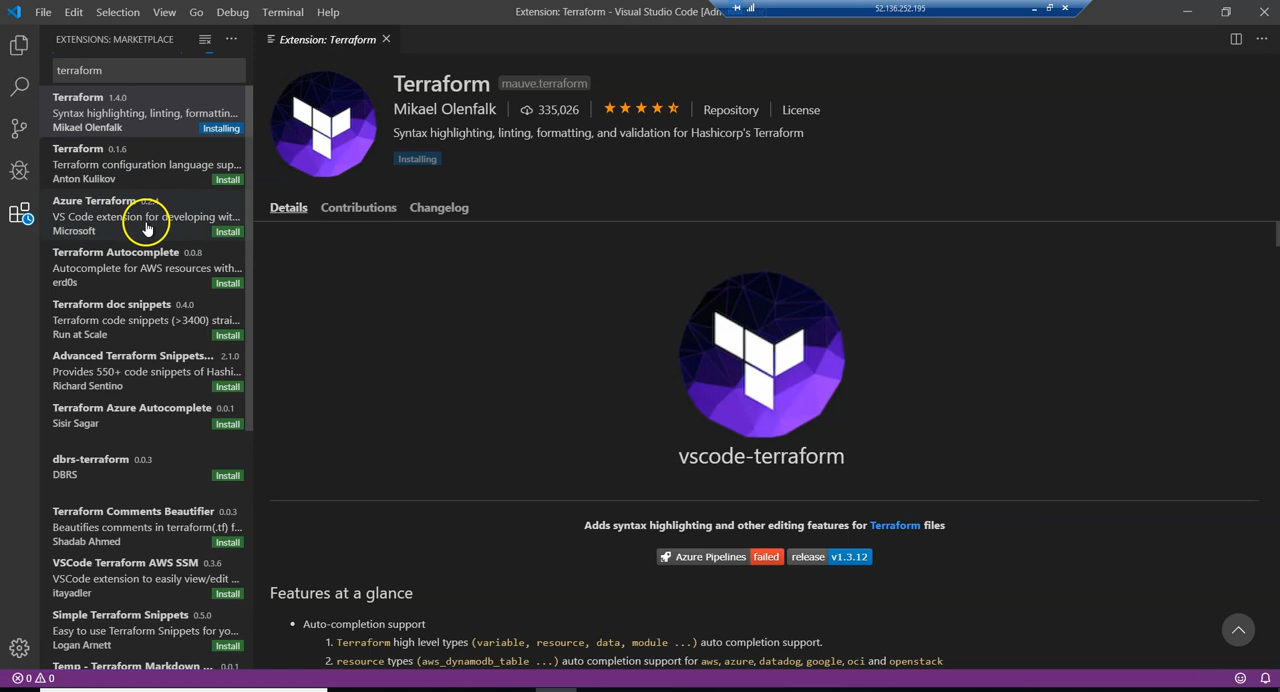 File Edit Selection View Go Debug Terminal Help
Extension: Terraform - Visual Studio Code [Adn
52.136.252.195
EXTENSIONS: MARKETPLACE
terraform
Terraform 1.4.0
Syntax highlighting, linting, formattin...
Mikael Olenfalk Installing
Terraform 0.1.6
Terraform configuration language sup...
Anton Kulikov Install
Azure Terraform 0.2.4
VS Code extension for developing wit...
Microsoft Install
Terraform Autocomplete 0.0.8
Autocomplete for AWS resources with...
erd0s Install
Terraform doc snippets 0.4.0
Terraform code snippets (>3400) strai...
Run at Scale Install
Advanced Terraform Snippets... 2.1.0
Provides 550+ code snippets of Hashi...
Richard Sentino Install
Terraform Azure Autocomplete 0.0.1
Sisir Sagar Install
dbrs-terraform 0.0.3
DBRS Install
Terraform Comments Beautifier 0.0.3
Beautifies comments in terraform(.tf) f...
Shadab Ahmed Install
VSCode Terraform AWS SSM 0.3.6
VSCode extension to easily view/edit ...
itayadler Install
Simple Terraform Snippets 0.5.0
Easy to use Terraform Snippets for yo...
Logan Arnett Install
Temp - Terraform Markdown ... 0.0.1
Extension: Terraform
Terraform mauve.terraform
Mikael Olenfalk 335,026 Repository License
Syntax highlighting, linting, formatting, and validation for Hashicorp's Terraform
Installing
Details Contributions Changelog
vscode-terraform
Adds syntax highlighting and other editing features for Terraform files
Azure Pipelines failed release v1.3.12
Features at a glance
• Auto-completion support
1. Terraform high level types (variable, resource, data, module ...) auto completion support.
2. resource types (aws_dynamodb_table ...) auto completion support for aws, azure, datadog, google, oci and openstack
0 0